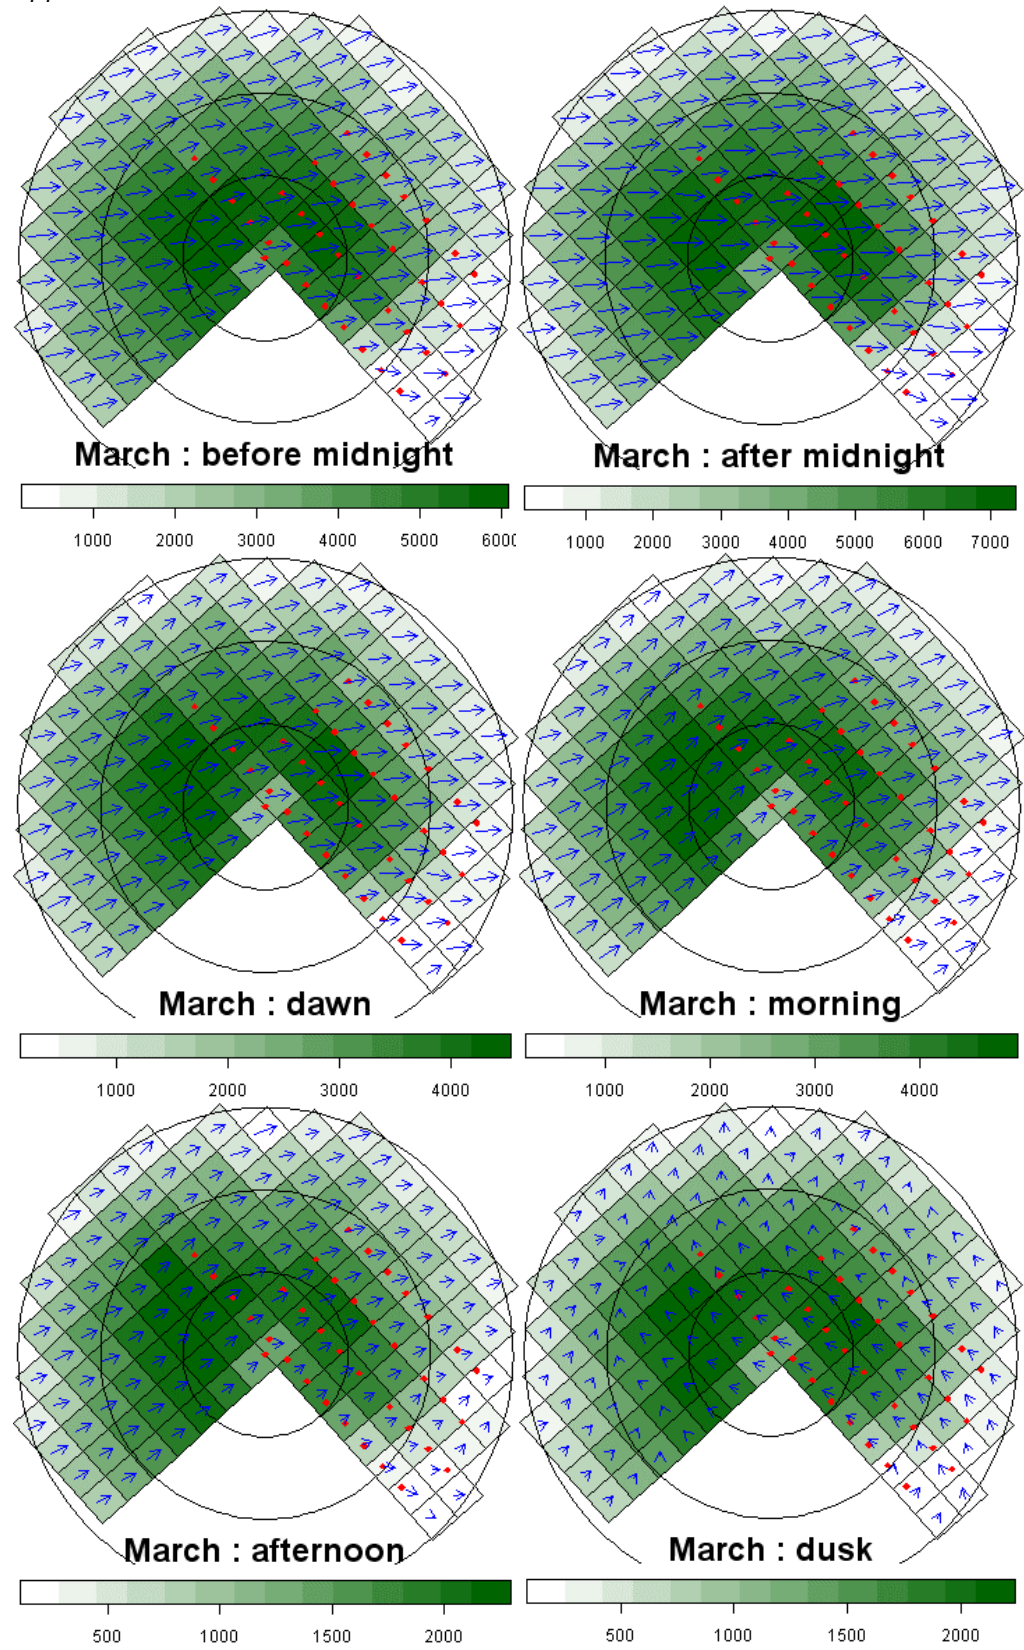 March : before midnight
March : after midnight
1000 2000 3000 4000 5000 6000
1000 2000 3000 4000 5000 6000 7000
March : dawn
March : morning
1000 2000 3000 4000
1000 2000 3000 4000
March : afternoon
March : dusk
500 1000 1500 2000
500 1000 1500 2000